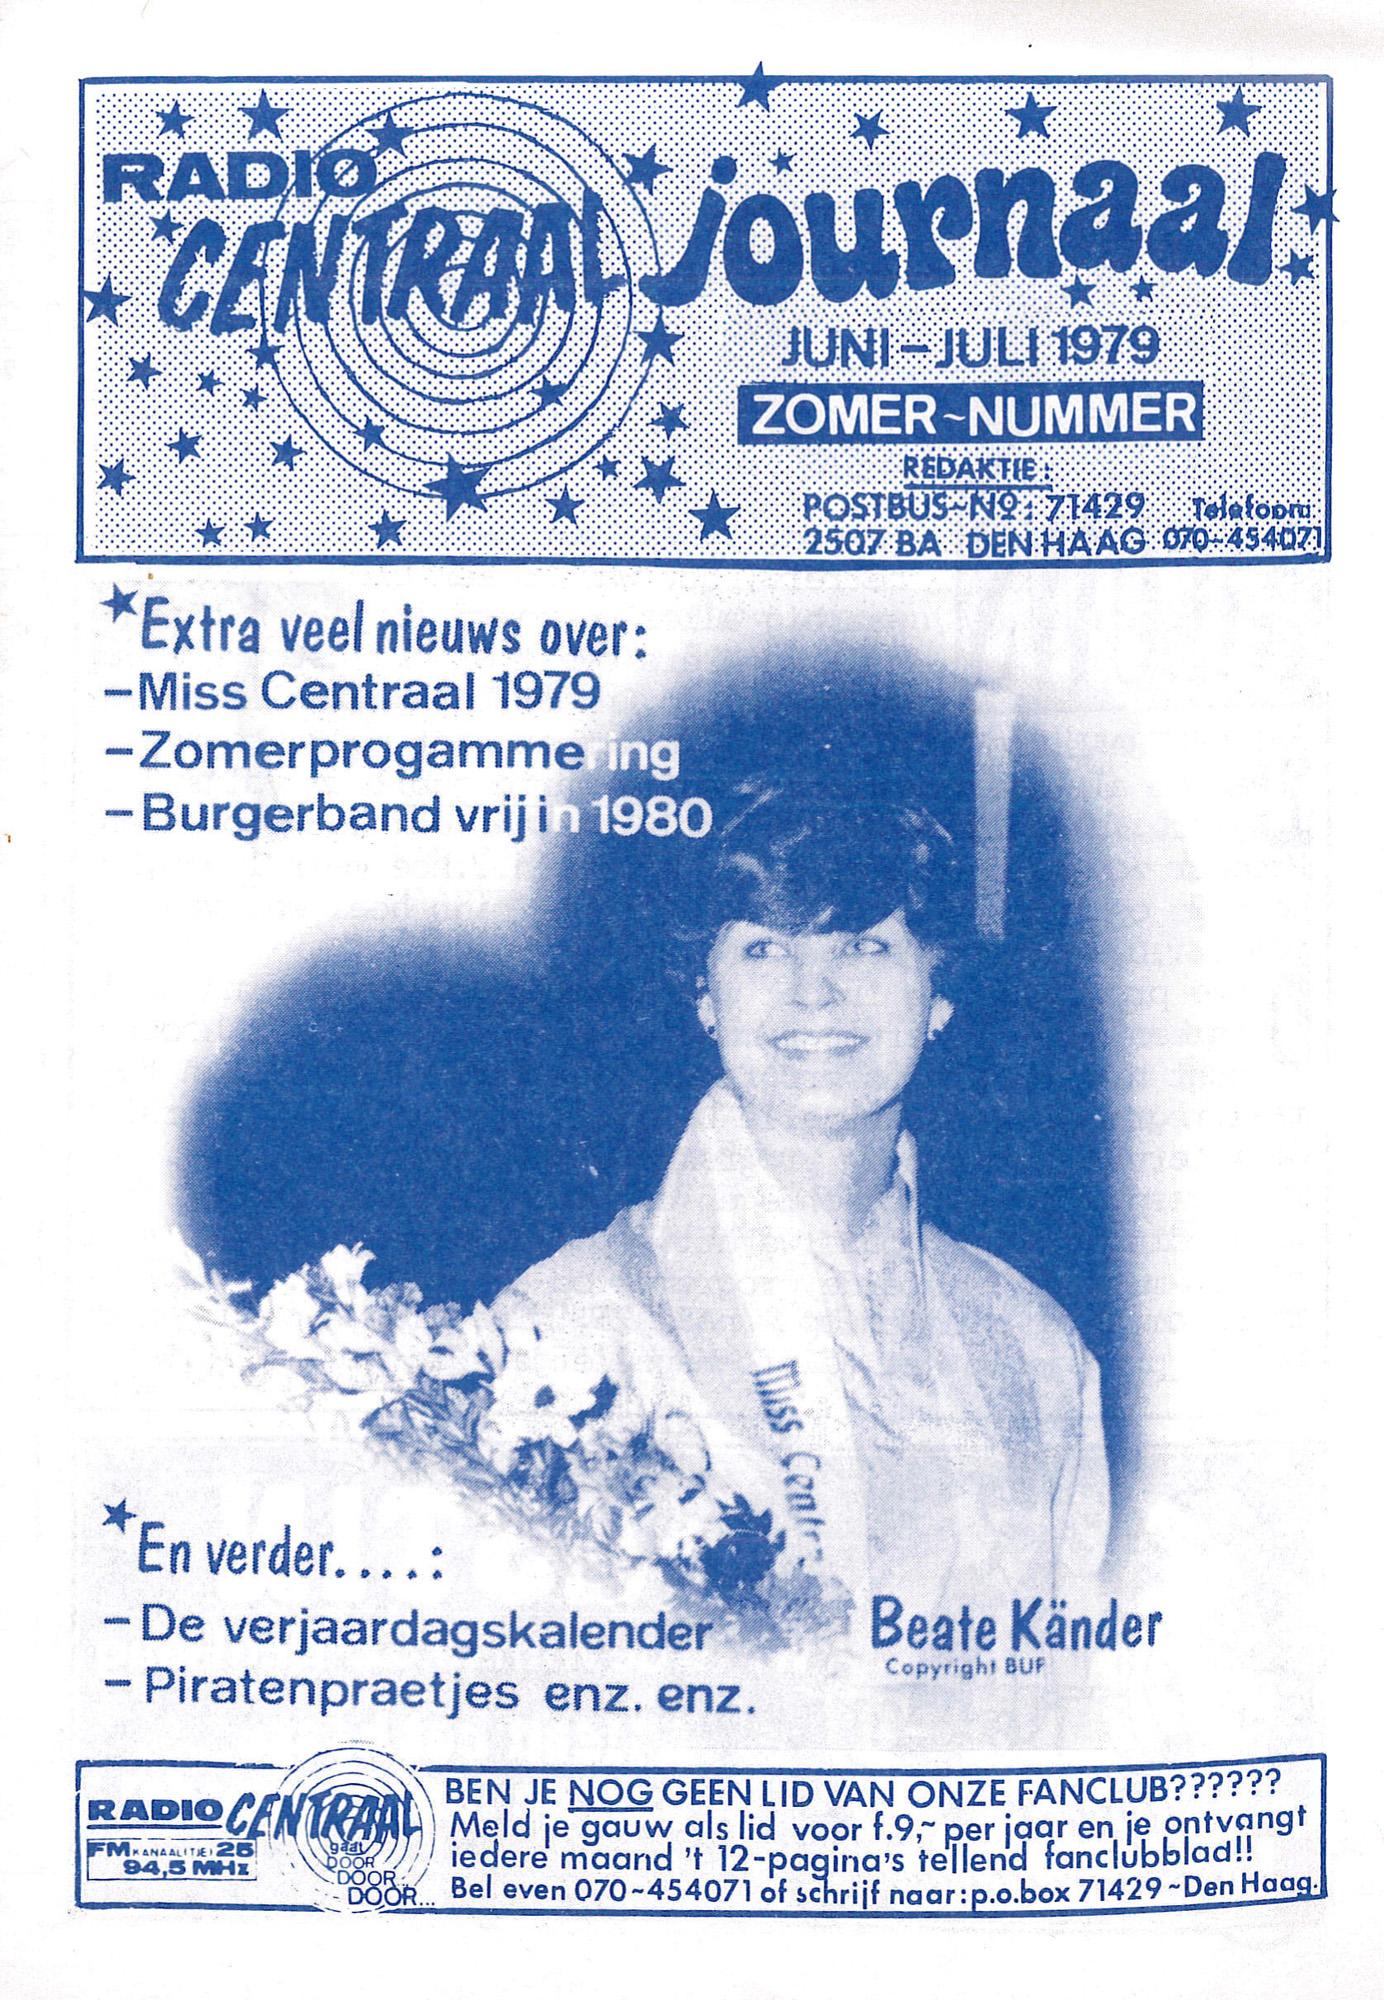 RADIO
CENTRAAL journaal
JUNI-JULI 1979
ZOMER~NUMMER
REDAKTIE:
POSTBUS~Nº: 71429 Telefoon:
2507 BA DEN HAAG 070-454071
Extra veel nieuws over:
-Miss Centraal 1979
-Zomerprogammering
-Burgerband vrij in 1980
Miss Centr
En verder....:
-De verjaardagskalender
-Piratenpraetjes enz. enz.
Beate Känder
Copyright BUF
RADIO CENTRAAL
FM KANAAL(TJE) 25
94,5 MHz
gaat
DOOR
DOOR..
DOOR...
BEN JE NOG GEEN LID VAN ONZE FANCLUB??????
Meld je gauw als lid voor f.9,~ per jaar en je ontvangt
iedere maand 't 12-pagina's tellend fanclubblad!!
Bel even 070~454071 of schrijf naar:p.o.box 71429 ~Den Haag.